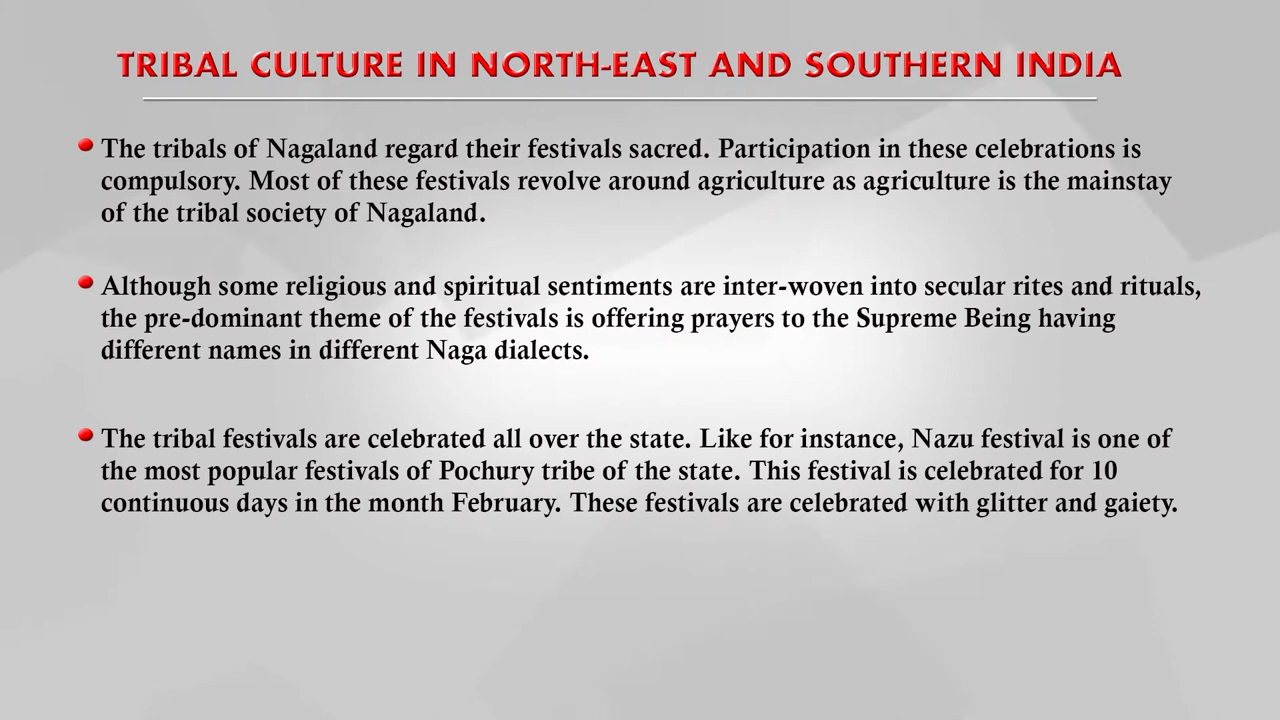 TRIBAL CULTURE IN NORTH-EAST AND SOUTHERN INDIA
The tribals of Nagaland regard their festivals sacred. Participation in these celebrations is
compulsory. Most of these festivals revolve around agriculture as agriculture is the mainstay
of the tribal society of Nagaland.
Although some religious and spiritual sentiments are inter-woven into secular rites and rituals,
the pre-dominant theme of the festivals is offering prayers to the Supreme Being having
different names in different Naga dialects.
The tribal festivals are celebrated all over the state. Like for instance, Nazu festival is one of
the most popular festivals of Pochury tribe of the state. This festival is celebrated for 10
continuous days in the month February. These festivals are celebrated with glitter and gaiety.